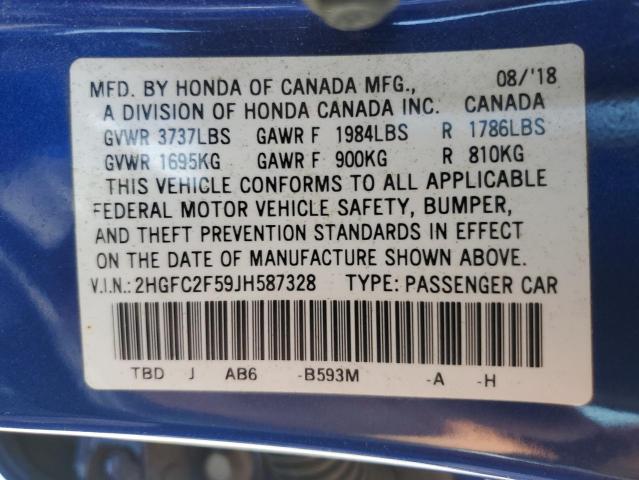 MFD. BY HONDA OF CANADA MFG., 08/'18
A DIVISION OF HONDA CANADA INC. CANADA
GVWR 3737LBS GAWR F 1984LBS R 1786LBS
GVWR 1695KG GAWR F 900KG R 810KG
THIS VEHICLE CONFORMS TO ALL APPLICABLE
FEDERAL MOTOR VEHICLE SAFETY, BUMPER,
AND THEFT PREVENTION STANDARDS IN EFFECT
ON THE DATE OF MANUFACTURE SHOWN ABOVE.
V.I.N.: 2HGFC2F59JH587328 TYPE: PASSENGER CAR
TBD J AB6 -B593M -A -H